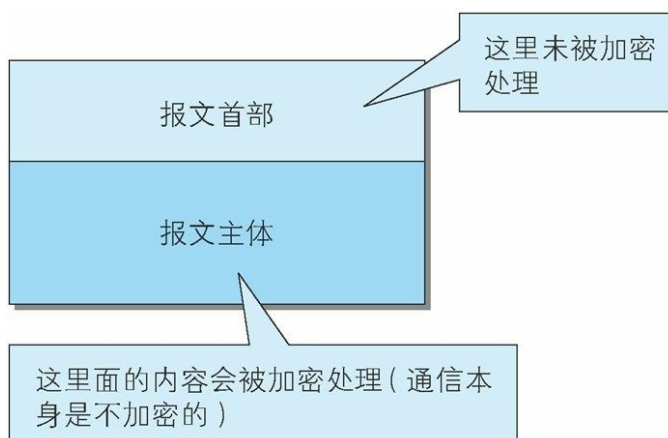 这里未被加密
处理
报文首部
报文主体
这里面的内容会被加密处理（通信本
身是不加密的）